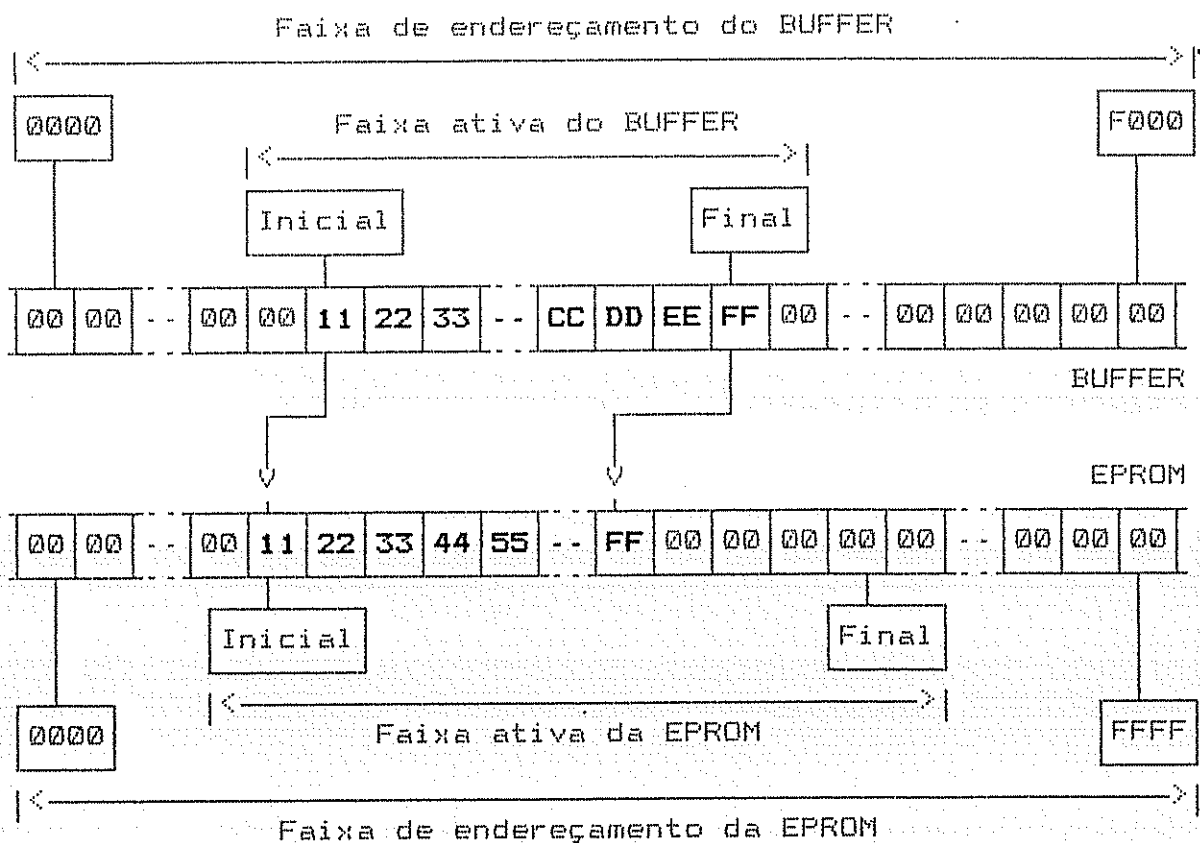 Faixa de endereçamento do BUFFER
0000
Faixa ativa do BUFFER
F000
Inicial
Final
00 00 -- 00 00 11 22 33 -- CC DD EE FF 00 -- 00 00 00 00 00
BUFFER
EPROM
00 00 -- 00 11 22 33 44 55 -- FF 00 00 00 00 00 -- 00 00 00
Inicial
Final
0000
Faixa ativa da EPROM
FFFF
Faixa de endereçamento da EPROM